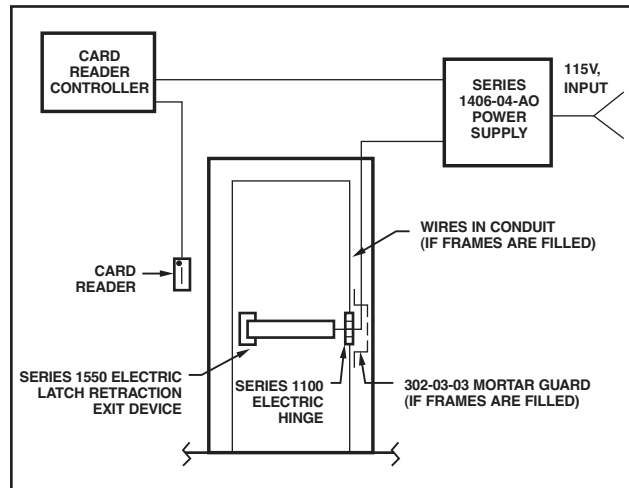 CARD
READER
CONTROLLER
SERIES
1406-04-AO
POWER
SUPPLY
115V,
INPUT
WIRES IN CONDUIT
(IF FRAMES ARE FILLED)
CARD
READER
SERIES 1550 ELECTRIC
LATCH RETRACTION
EXIT DEVICE
SERIES 1100
ELECTRIC
HINGE
302-03-03 MORTAR GUARD
(IF FRAMES ARE FILLED)